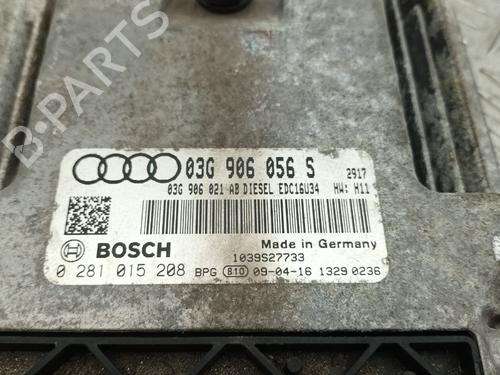 03G 906 056 S 2917
03G 906 021 AB DIESEL EDC16U34 HW: H11
BOSCH
Made in Germany
1039S27733
0 281 015 208 BPG B10 09-04-16 1329 0236
B-PARTS